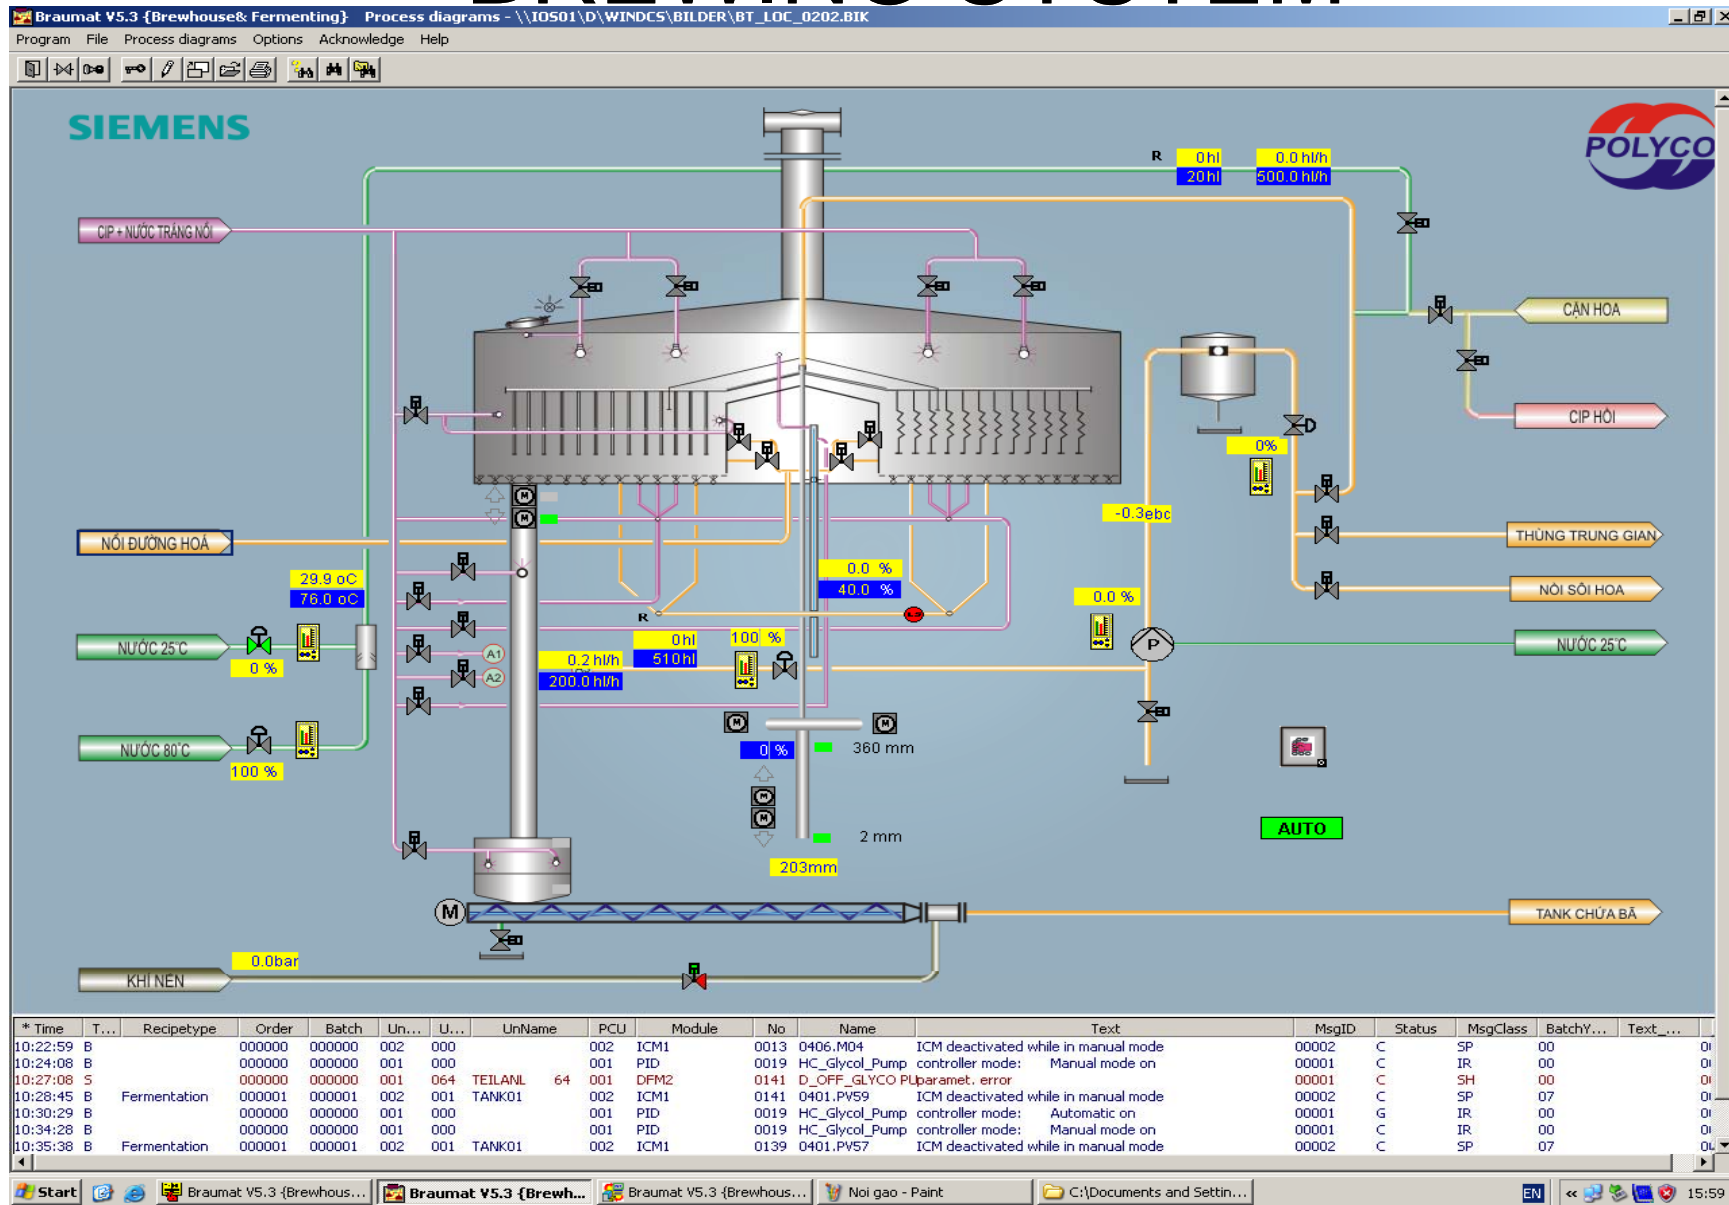 BREWING SYSTEM
Braumat V5.3 {Brewhouse& Fermenting} Process diagrams - \\IOS01\D\WINDCS\BILDER\BT_LOC_0202.BIK
Program File Process diagrams Options Acknowledge Help
SIEMENS
POLYCO
R 0hl 0.0 hl/h
20hl 500.0 hl/h
CIP + NƯỚC TRÁNG NỒI
CẶN HOA
CIP HỒI
0%
-0.3ebc
NỒI ĐƯỜNG HOÁ
THÙNG TRUNG GIAN
29.9 oC
76.0 oC
0.0 %
40.0 %
0.0 %
NỒI SÔI HOA
R
NƯỚC 25°C
0 %
A1
A2
0hl
510hl
100 %
0.2 hl/h
200.0 hl/h
P
NƯỚC 25°C
NƯỚC 80°C
100 %
M
M
M
M
0 %
360 mm
M
M
2 mm
203mm
AUTO
M
TANK CHỨA BÃ
0.0bar
KHÍ NÉN
* Time T... Recipetype Order Batch Un... U... UnName PCU Module No Name Text MsgID Status MsgClass BatchY... Text_...
10:22:59 B 000000 000000 002 000 002 ICM1 0013 0406.M04 ICM deactivated while in manual mode 00002 C SP 00
10:24:08 B 000000 000000 001 000 001 PID 0019 HC_Glycol_Pump controller mode: Manual mode on 00001 C IR 00
10:27:08 S 000000 000000 001 064 TEILANL 64 001 DFM2 0141 D_OFF_GLYCO PU paramet. error 00001 C SH 00
10:28:45 B Fermentation 000001 000001 002 001 TANK01 002 ICM1 0141 0401.PV59 ICM deactivated while in manual mode 00002 C SP 07
10:30:29 B 000000 000000 001 000 001 PID 0019 HC_Glycol_Pump controller mode: Automatic on 00001 G IR 00
10:34:28 B 000000 000000 001 000 001 PID 0019 HC_Glycol_Pump controller mode: Manual mode on 00001 C IR 00
10:35:38 B Fermentation 000001 000001 002 001 TANK01 002 ICM1 0139 0401.PV57 ICM deactivated while in manual mode 00002 C SP 07
Start Braumat V5.3 {Brewhous... Braumat V5.3 {Brewh... Braumat V5.3 {Brewhous... Noi gao - Paint C:\Documents and Settin... EN « 15:59